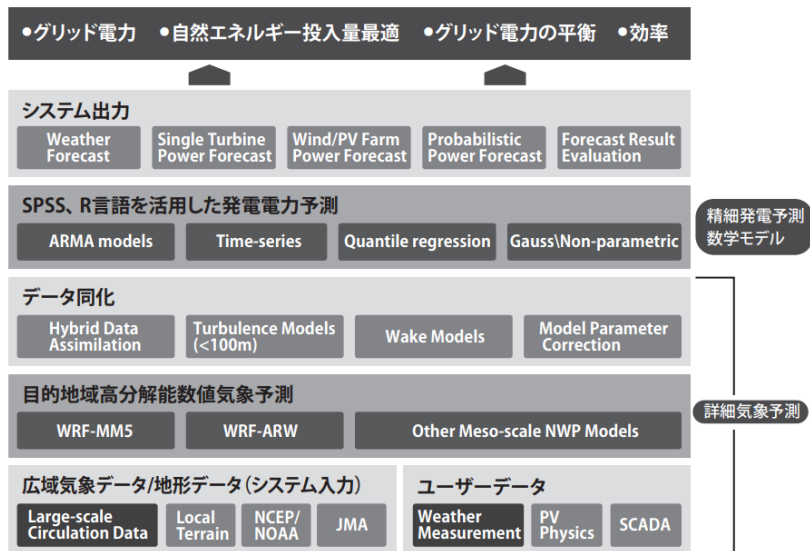 ●グリッド電力 ●自然エネルギー投入量最適 ●グリッド電力の平衡 ●効率
システム出力
Weather
Forecast
Single Turbine
Power Forecast
Wind/PV Farm
Power Forecast
Probabilistic
Power Forecast
Forecast Result
Evaluation
SPSS、R言語を活用した発電電力予測
ARMA models
Time-series
Quantile regression
Gauss\Non-parametric
精細発電予測
数学モデル
データ同化
Hybrid Data
Assimilation
Turbulence Models
(<100m)
Wake Models
Model Parameter
Correction
目的地域高分解能数値気象予測
WRF-MM5
WRF-ARW
Other Meso-scale NWP Models
詳細気象予測
広域気象データ/地形データ(システム入力)
Large-scale
Circulation Data
Local
Terrain
NCEP/
NOAA
JMA
ユーザーデータ
Weather
Measurement
PV
Physics
SCADA